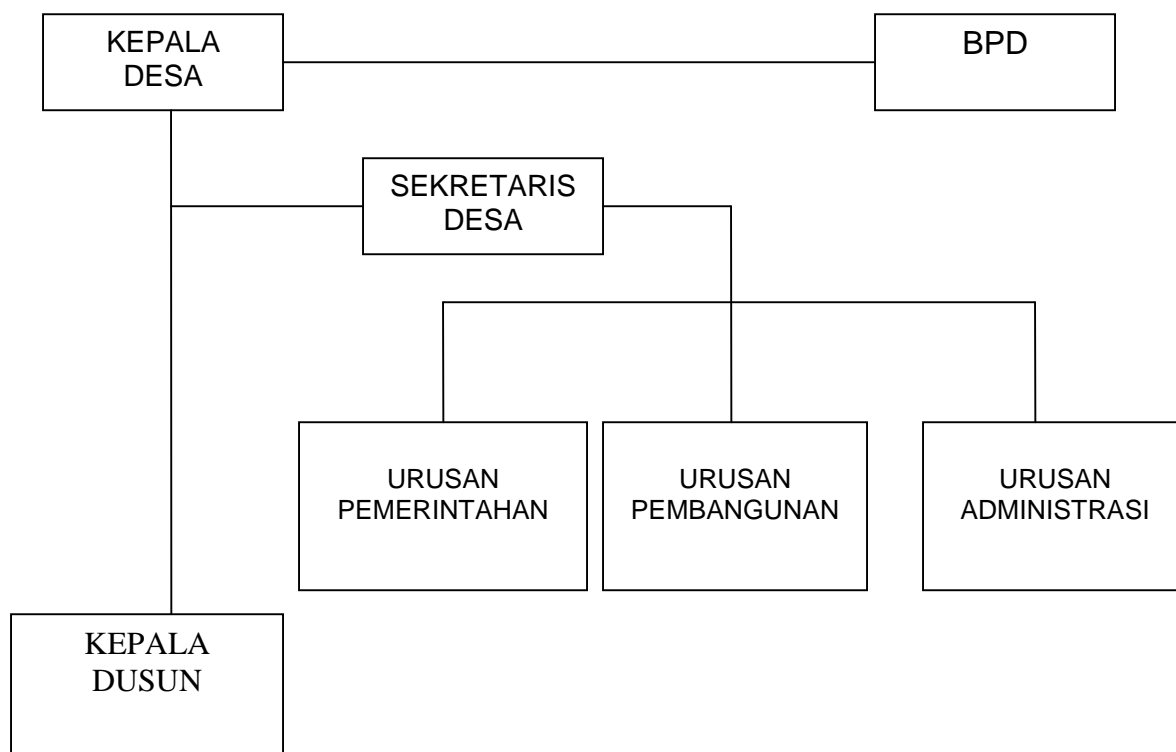 KEPALA
DESA
BPD
SEKRETARIS
DESA
URUSAN
PEMERINTAHAN
URUSAN
PEMBANGUNAN
URUSAN
ADMINISTRASI
KEPALA
DUSUN